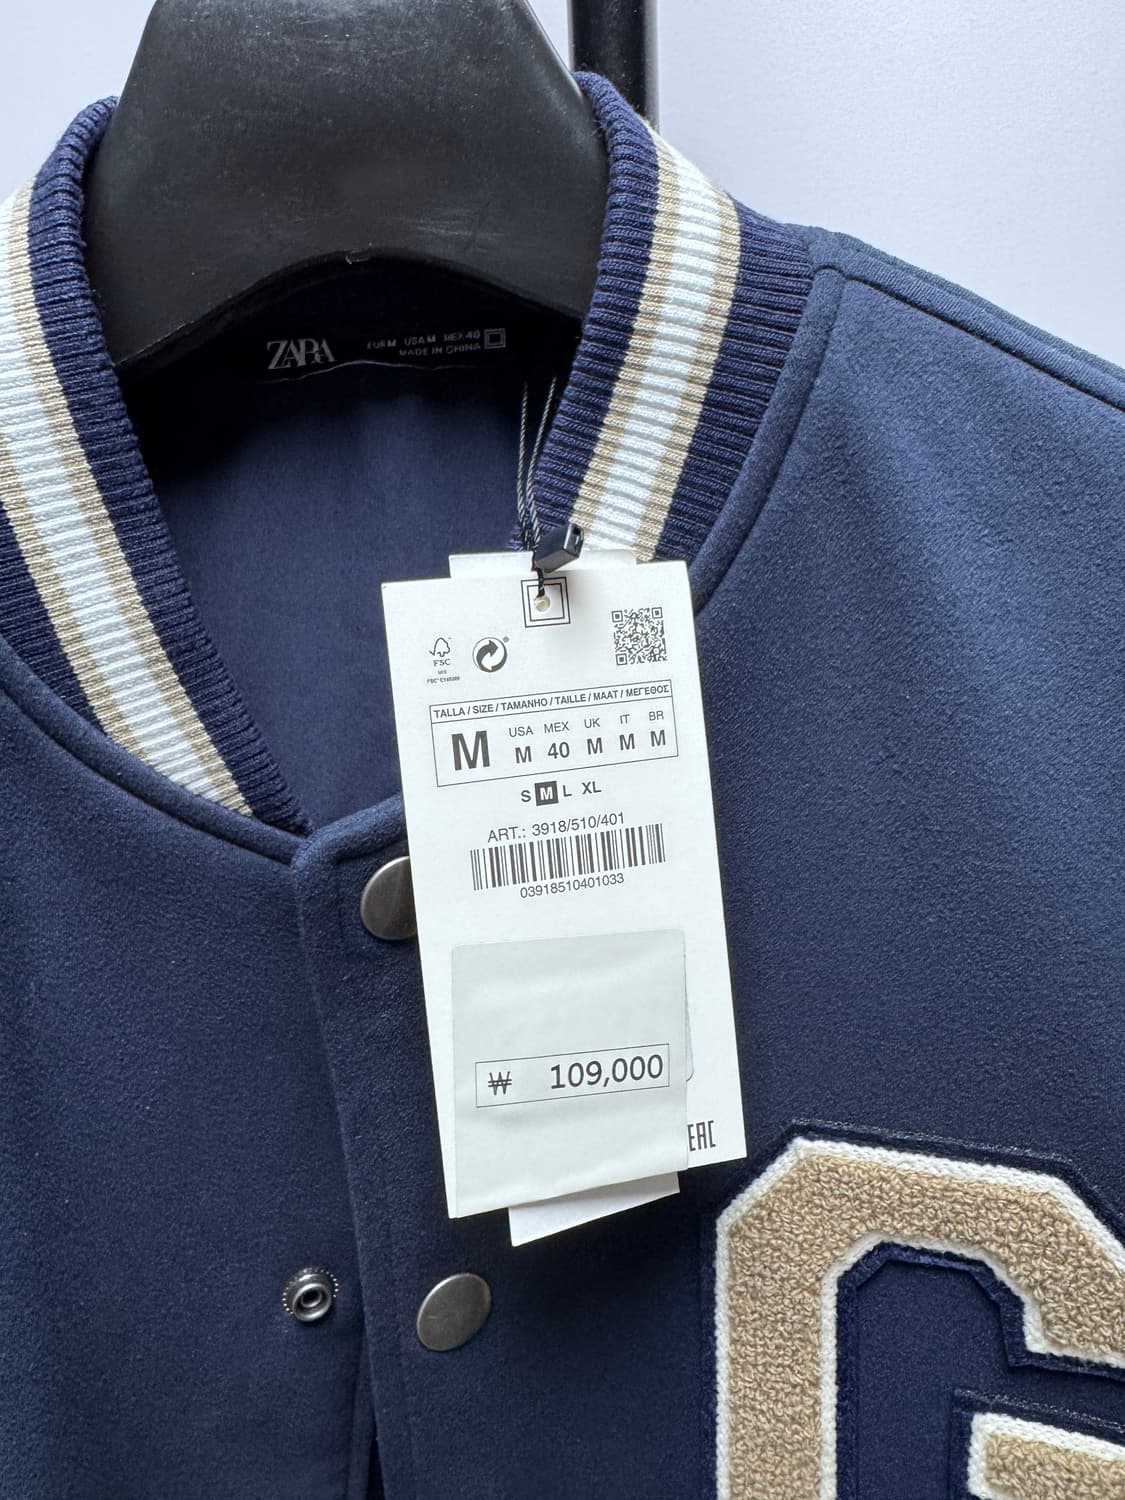 ZARA
EUR M USA M MEX 40
MADE IN CHINA
FSC
MIX
TALLA / SIZE / TAMANHO / TAILLE / MAAT / ΜΕΓΕΘΟΣ
M
USA MEX UK IT BR
M 40 M M M
S M L XL
ART.: 3918/510/401
03918510401033
₩ 109,000
EAC
G